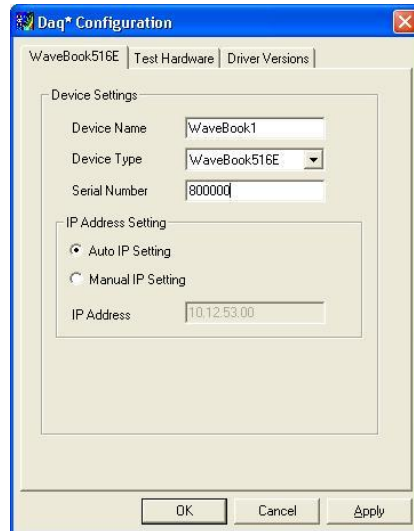 Daq* Configuration
WaveBook516E Test Hardware Driver Versions
Device Settings
Device Name WaveBook1
Device Type WaveBook516E
Serial Number 800000
IP Address Setting
Auto IP Setting
Manual IP Setting
IP Address 10.12.53.00
OK Cancel Apply